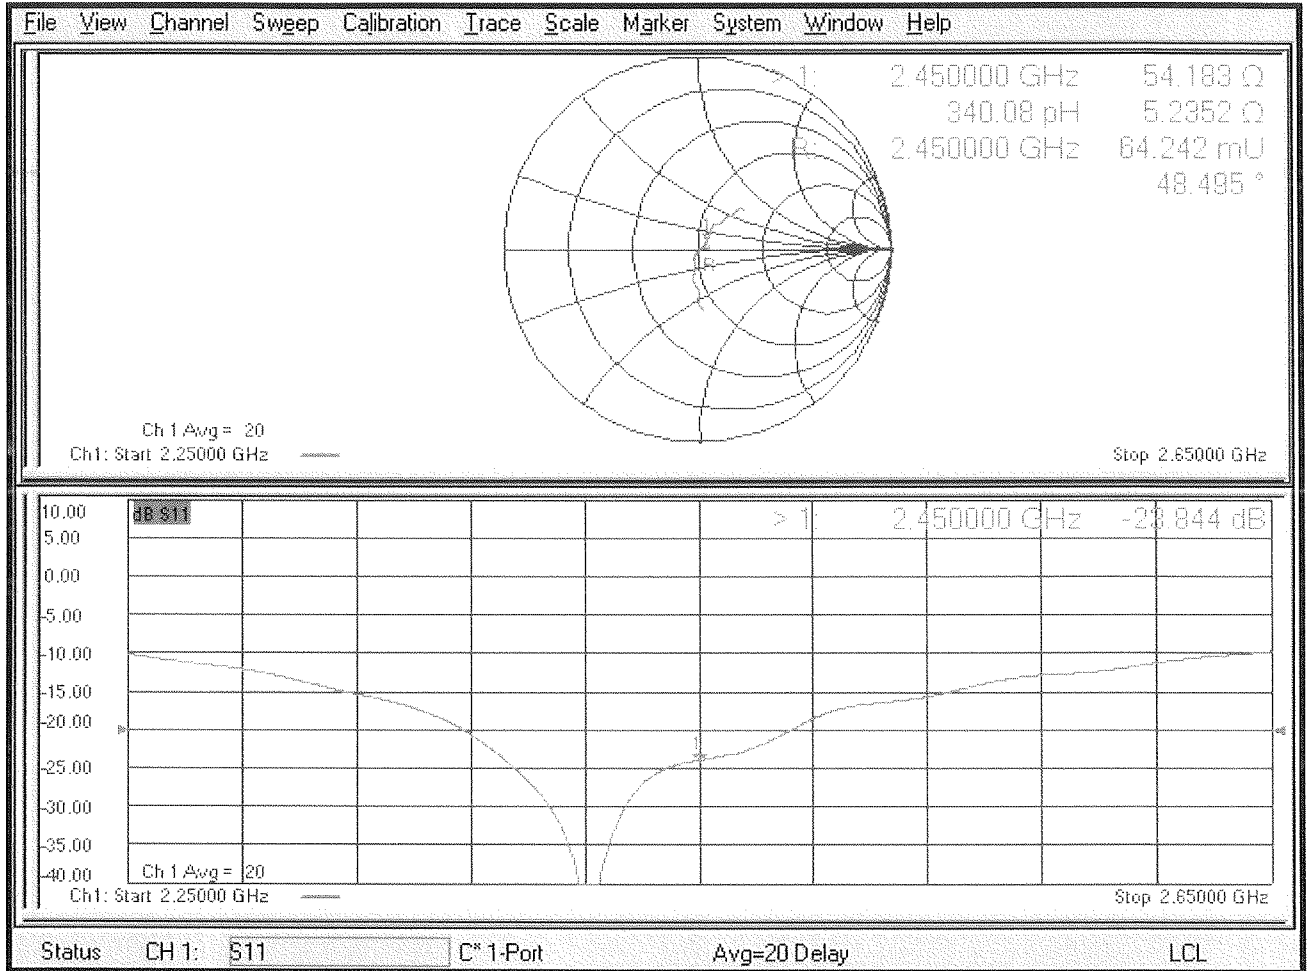 File View Channel Sweep Calibration Trace Scale Marker System Window Help
> 1: 2.450000 GHz 54.183 Ω
340.08 pH 5.2352 Ω
R: 2.450000 GHz 64.242 mU
48.495 °
R
Ch 1 Avg = 20
Ch1: Start 2.25000 GHz
Stop 2.65000 GHz
10.00 dB S11 > 1: 2.450000 GHz -23.844 dB
5.00
0.00
-5.00
-10.00
-15.00
-20.00
1
-25.00
-30.00
-35.00
-40.00 Ch 1 Avg = 20
Ch1: Start 2.25000 GHz
Stop 2.65000 GHz
Status CH 1: S11 C* 1-Port Avg=20 Delay LCL